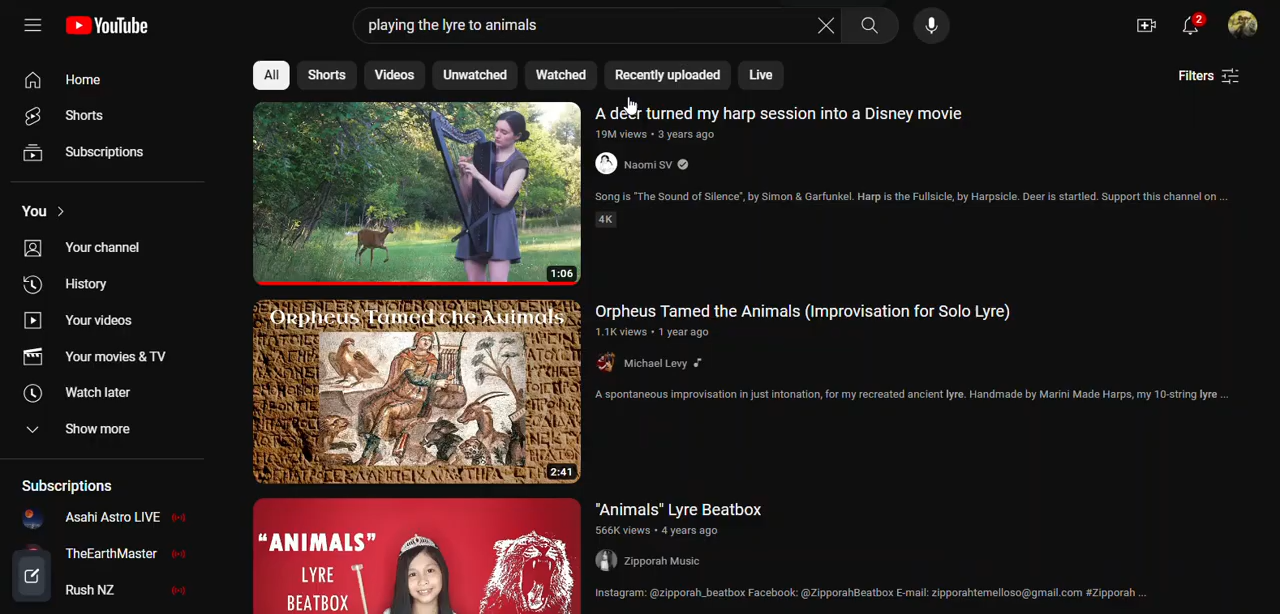 YouTube
playing the lyre to animals
2
Home
Shorts
Subscriptions
You
Your channel
History
Your videos
Your movies & TV
Watch later
Show more
Subscriptions
Asahi Astro LIVE
TheEarthMaster
Rush NZ
All
Shorts
Videos
Unwatched
Watched
Recently uploaded
Live
Filters
1:06
A deer turned my harp session into a Disney movie
19M views • 3 years ago
Naomi SV
Song is "The Sound of Silence", by Simon & Garfunkel. Harp is the Fullsicle, by Harpsicle. Deer is startled. Support this channel on ...
4K
Orpheus Tamed the Animals
2:41
Orpheus Tamed the Animals (Improvisation for Solo Lyre)
1.1K views • 1 year ago
Michael Levy
A spontaneous improvisation in just intonation, for my recreated ancient lyre. Handmade by Marini Made Harps, my 10-string lyre ...
"ANIMALS"
LYRE
BEATBOX
"Animals" Lyre Beatbox
566K views • 4 years ago
Zipporah Music
Instagram: @zipporah_beatbox Facebook: @ZipporahBeatbox E-mail: zipporahtemelloso@gmail.com #Zipporah ...